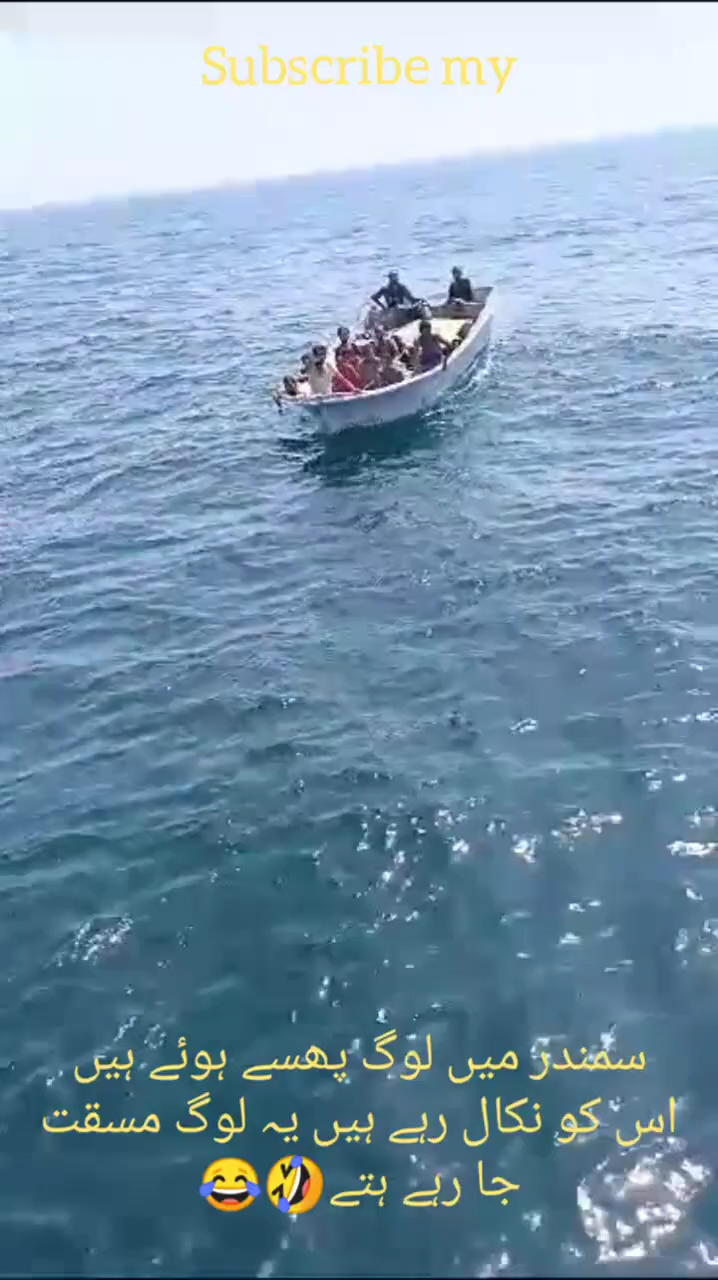 Subscribe my
سمندر میں لوگ پھسے ہوئے ہیں
اس کو نکال رہے ہیں یہ لوگ مسقت
جا رہے ہتے🤣😂